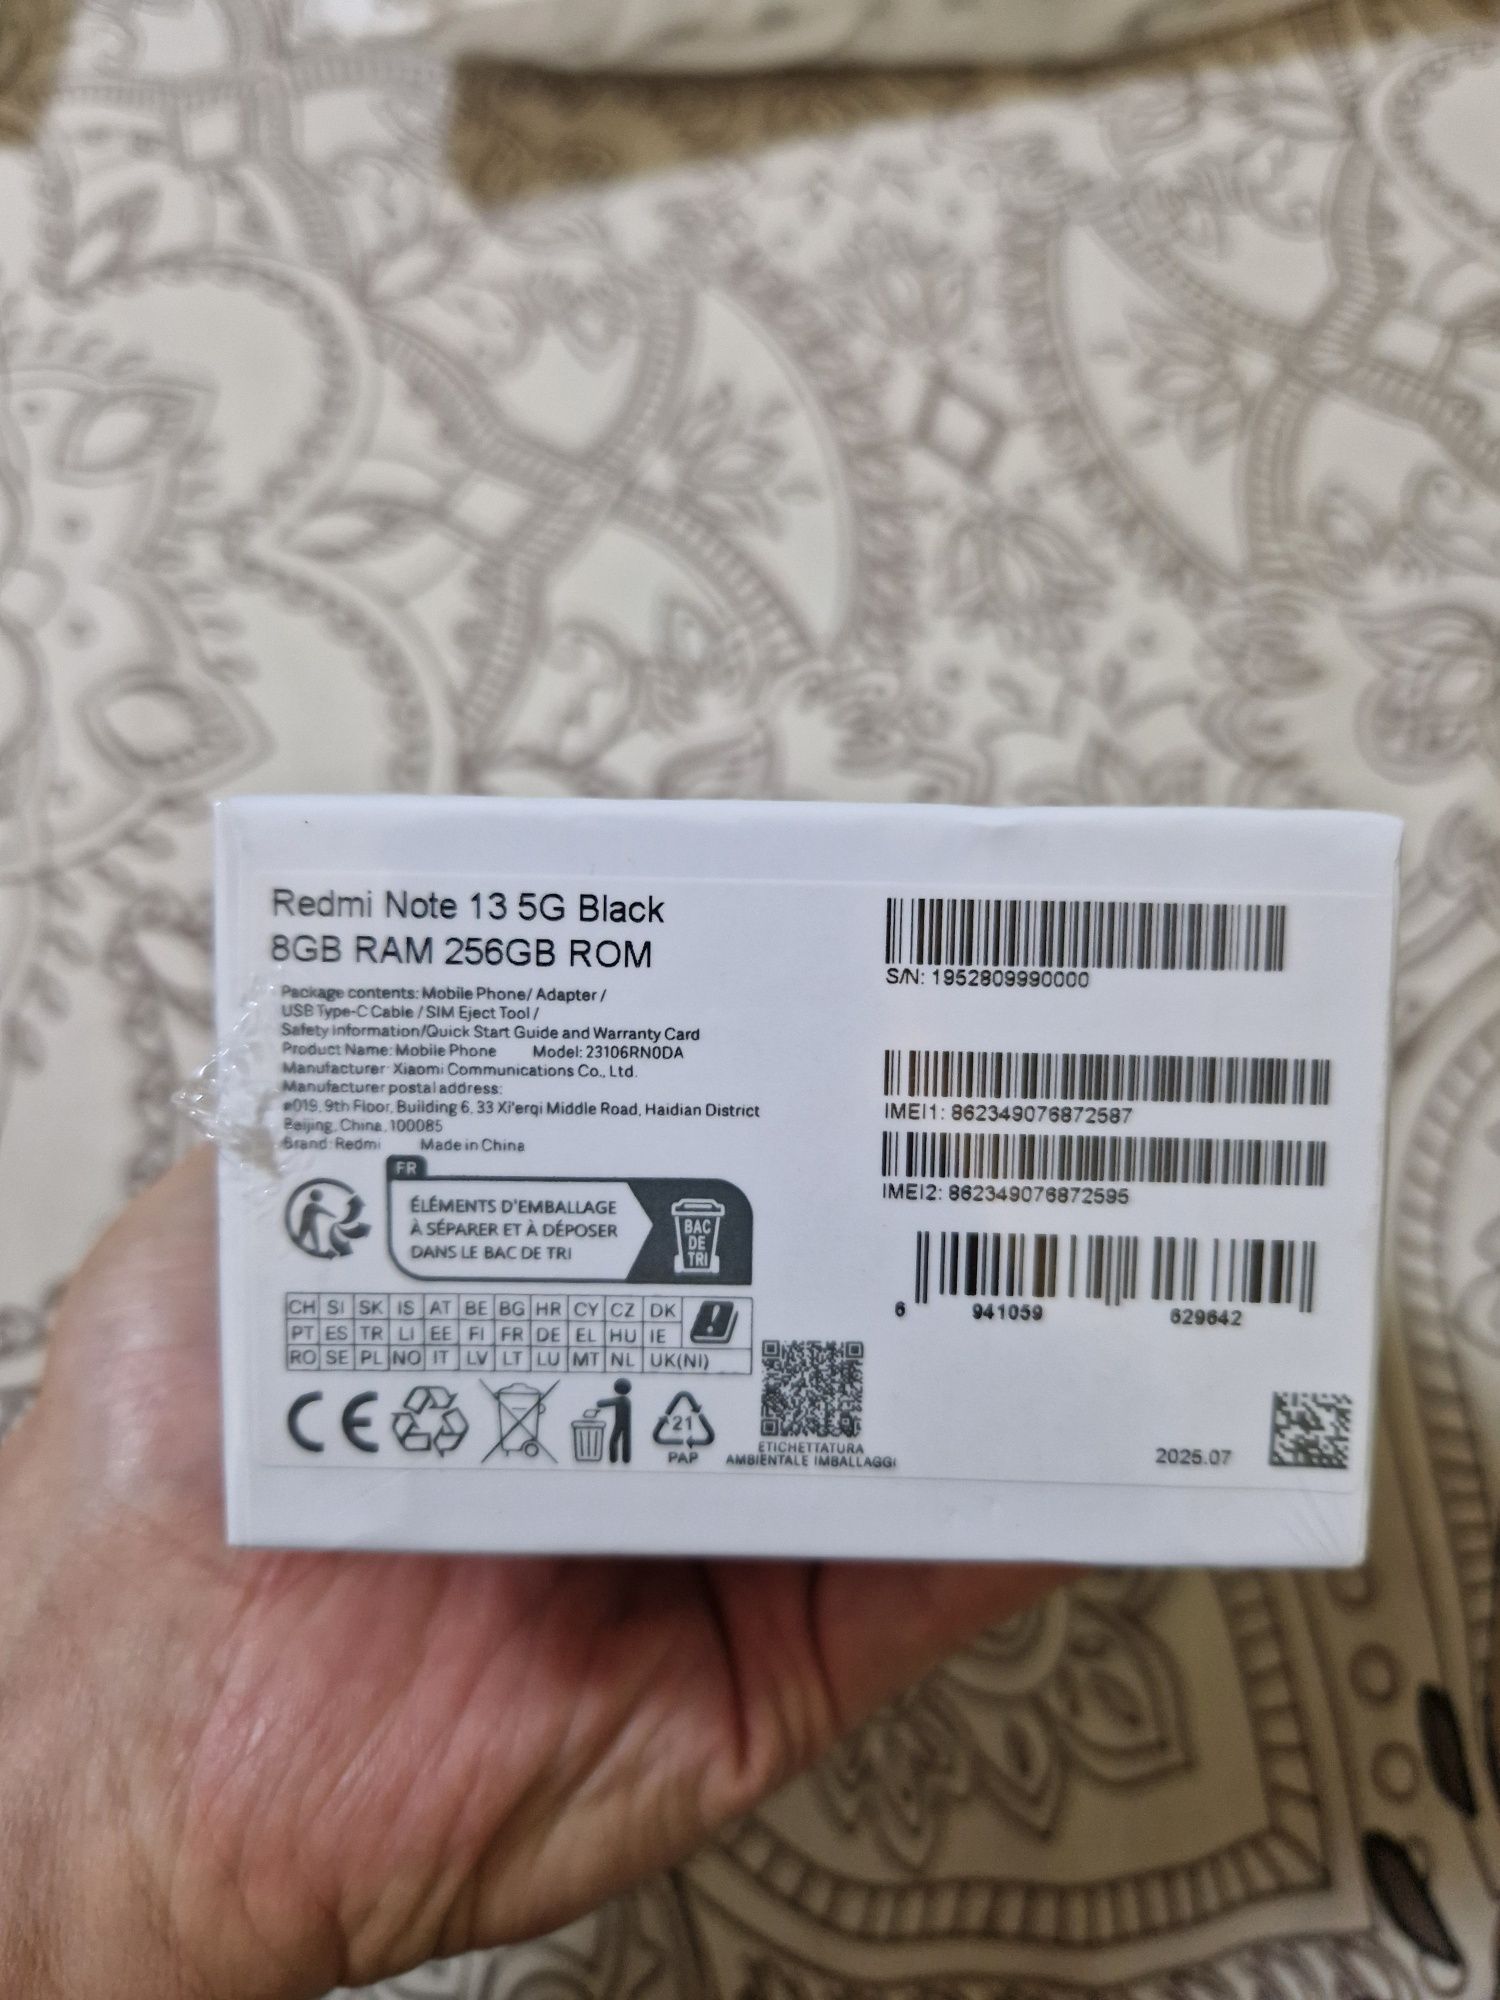 Redmi Note 13 5G Black
8GB RAM 256GB ROM
Package contents: Mobile Phone/ Adapter /
USB Type-C Cable / SIM Eject Tool /
Safety information/Quick Start Guide and Warranty Card
Product Name: Mobile Phone Model: 23106RN0DA
Manufacturer: Xiaomi Communications Co., Ltd.
Manufacturer postal address:
#019, 9th Floor, Building 6, 33 Xi'erqi Middle Road, Haidian District
Beijing, China, 100085
Brand: Redmi Made in China
FR
ÉLÉMENTS D'EMBALLAGE
À SÉPARER ET À DÉPOSER
DANS LE BAC DE TRI
BAC
DE
TRI
CH SI SK IS AT BE BG HR CY CZ DK
PT ES TR LI EE FI FR DE EL HU IE
RO SE PL NO IT LV LT LU MT NL UK(NI)
CE
21
PAP
ETICHETTATURA
AMBIENTALE IMBALLAGGI
S/N: 1952809990000
IMEI1: 862349076872587
IMEI2: 862349076872595
6 941059 629642
2025.07